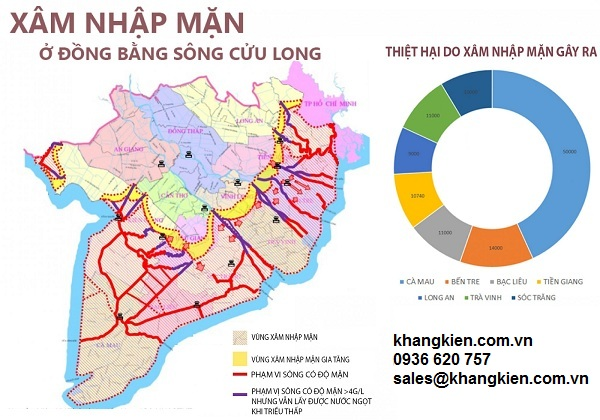 XÂM NHẬP MẶN
Ở ĐỒNG BẰNG SÔNG CỬU LONG
THIỆT HẠI DO XÂM NHẬP MẶN GÂY RA
TP HỒ CHÍ MINH
LONG AN
ĐỒNG THÁP
AN GIANG
CẦN THƠ
TRÀ VINH
CÀ MAU
50000
14000
11000
10740
11000
CÀ MAU
BẾN TRE
BẠC LIÊU
TIỀN GIANG
LONG AN
TRÀ VINH
SÓC TRĂNG
VÙNG XÂM NHẬP MẶN
VÙNG XÂM NHẬP MẶN GIA TĂNG
PHẠM VI SÔNG CÓ ĐỘ MẶN
PHẠM VI SÔNG CÓ ĐỘ MẶN >4G/L
NHƯNG VẪN LẤY ĐƯỢC NƯỚC NGỌT
KHI TRIỀU THẤP
khangkien.com.vn
0936 620 757
sales@khangkien.com.vn